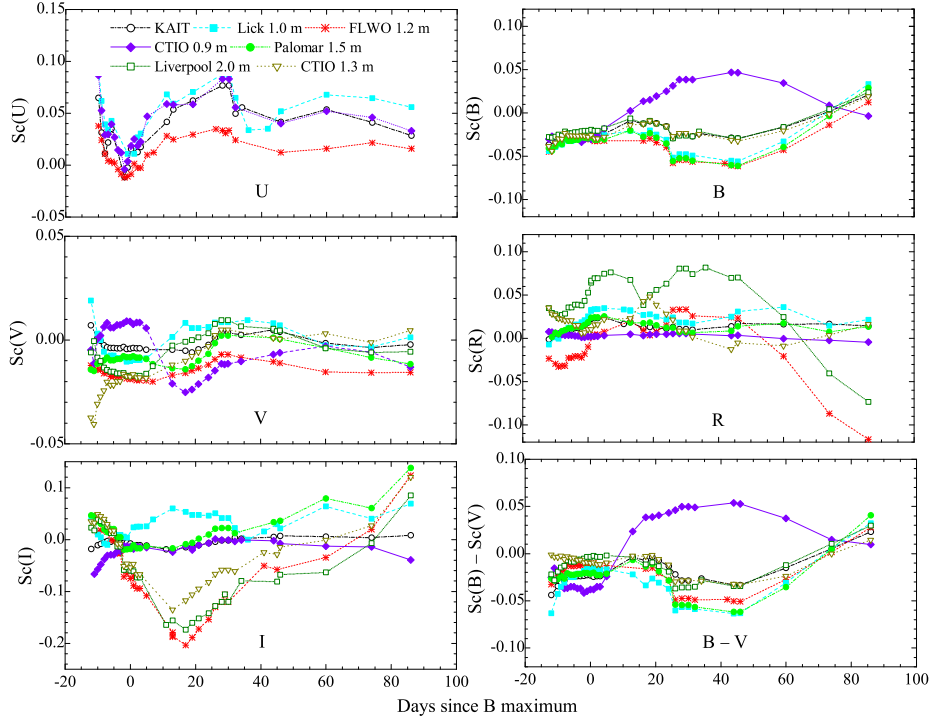 KAIT Lick 1.0 m FLWO 1.2 m
CTIO 0.9 m Palomar 1.5 m
Liverpool 2.0 m CTIO 1.3 m
0.15
0.10
0.05
0.00
-0.05
Sc(U)
U
0.10
0.05
0.00
-0.05
-0.10
Sc(B)
B
0.05
0.00
-0.05
Sc(V)
V
0.10
0.05
0.00
-0.05
-0.10
Sc(R)
R
0.1
0.0
-0.1
-0.2
Sc(I)
I
-20 0 20 40 60 80 100
0.10
0.05
0.00
-0.05
-0.10
Sc(B) – Sc(V)
B – V
0 20 40 60 80 100
Days since B maximum